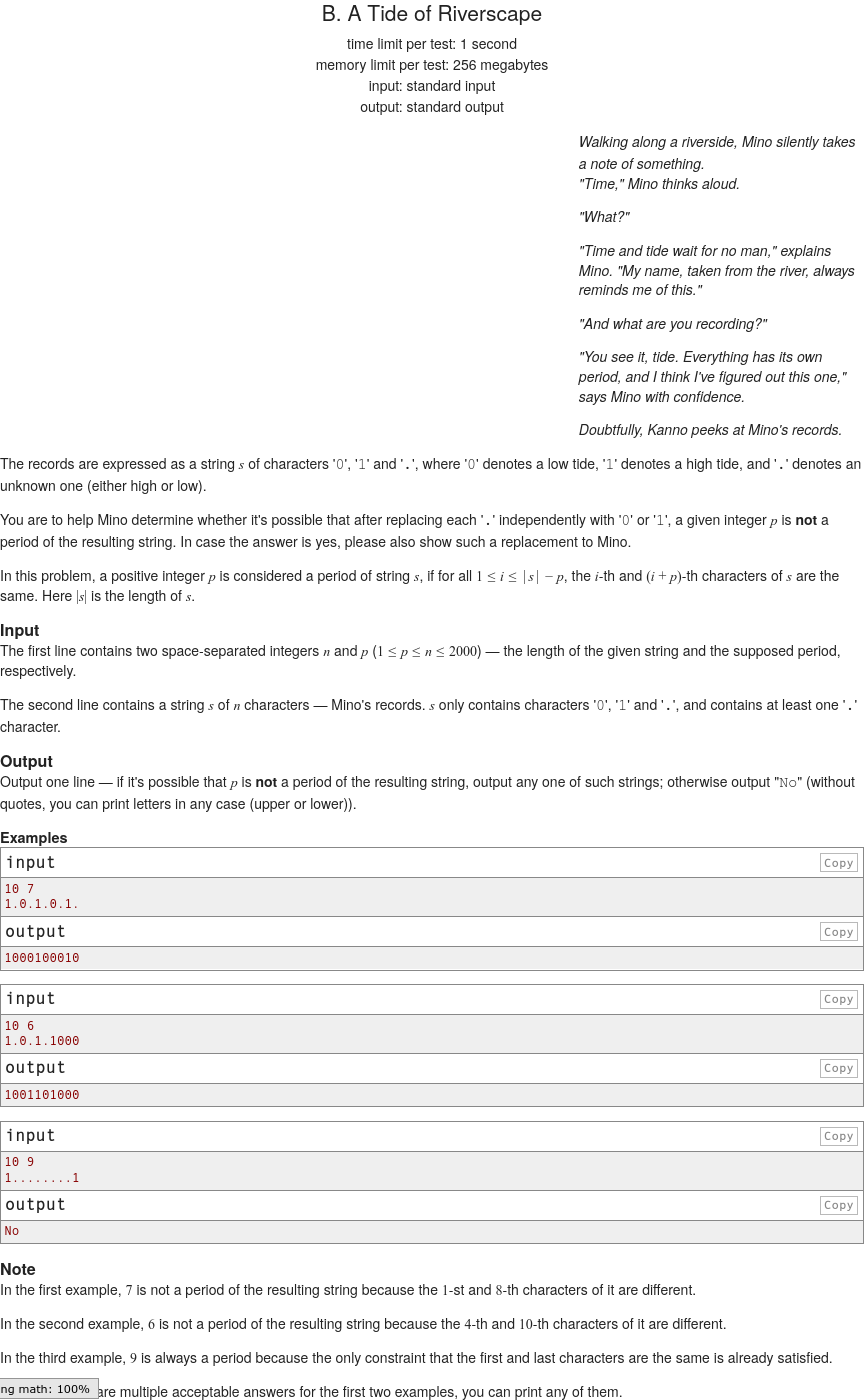 B. A Tide of Riverscape
time limit per test: 1 second
memory limit per test: 256 megabytes
input: standard input
output: standard output
Walking along a riverside, Mino silently takes
a note of something.
"Time," Mino thinks aloud.
"What?"
"Time and tide wait for no man," explains
Mino. "My name, taken from the river, always
reminds me of this."
"And what are you recording?"
"You see it, tide. Everything has its own
period, and I think I've figured out this one,"
says Mino with confidence.
Doubtfully, Kanno peeks at Mino's records.
The records are expressed as a string s of characters '0', '1' and '.', where '0' denotes a low tide, '1' denotes a high tide, and '.' denotes an
unknown one (either high or low).
You are to help Mino determine whether it's possible that after replacing each '.' independently with '0' or '1', a given integer p is not a
period of the resulting string. In case the answer is yes, please also show such a replacement to Mino.
In this problem, a positive integer p is considered a period of string s, if for all 1 ≤ i ≤ |s| − p, the i-th and (i + p)-th characters of s are the
same. Here |s| is the length of s.
Input
The first line contains two space-separated integers n and p (1 ≤ p ≤ n ≤ 2000) — the length of the given string and the supposed period,
respectively.
The second line contains a string s of n characters — Mino's records. s only contains characters '0', '1' and '.', and contains at least one '.'
character.
Output
Output one line — if it's possible that p is not a period of the resulting string, output any one of such strings; otherwise output "No" (without
quotes, you can print letters in any case (upper or lower)).
Examples
input Copy
10 7
1.0.1.0.1.
output Copy
1000100010
input Copy
10 6
1.0.1.1000
output Copy
1001101000
input Copy
10 9
1........1
output Copy
No
Note
In the first example, 7 is not a period of the resulting string because the 1-st and 8-th characters of it are different.
In the second example, 6 is not a period of the resulting string because the 4-th and 10-th characters of it are different.
In the third example, 9 is always a period because the only constraint that the first and last characters are the same is already satisfied.
ng math: 100% are multiple acceptable answers for the first two examples, you can print any of them.